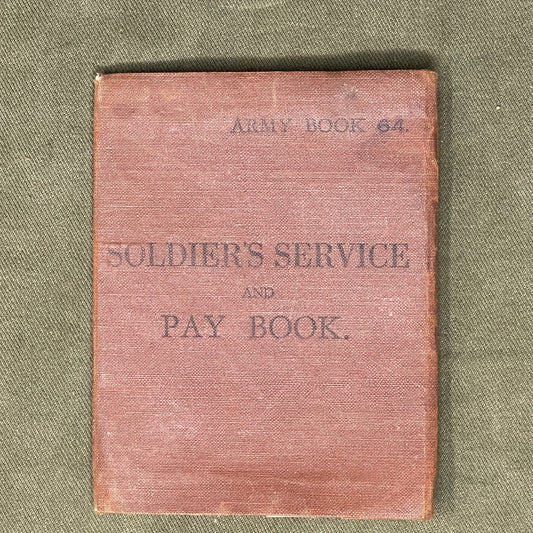 ARMY BOOK 64.
SOLDIER'S SERVICE
AND
PAY BOOK.